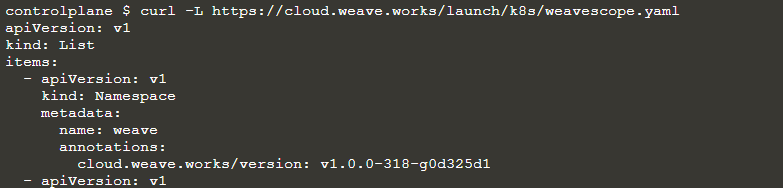 controlplane $ curl -L https://cloud.weave.works/launch/k8s/weavescope.yaml
apiVersion: v1
kind: List
items:
  - apiVersion: v1
    kind: Namespace
    metadata:
      name: weave
      annotations:
        cloud.weave.works/version: v1.0.0-318-g0d325d1
  - apiVersion: v1